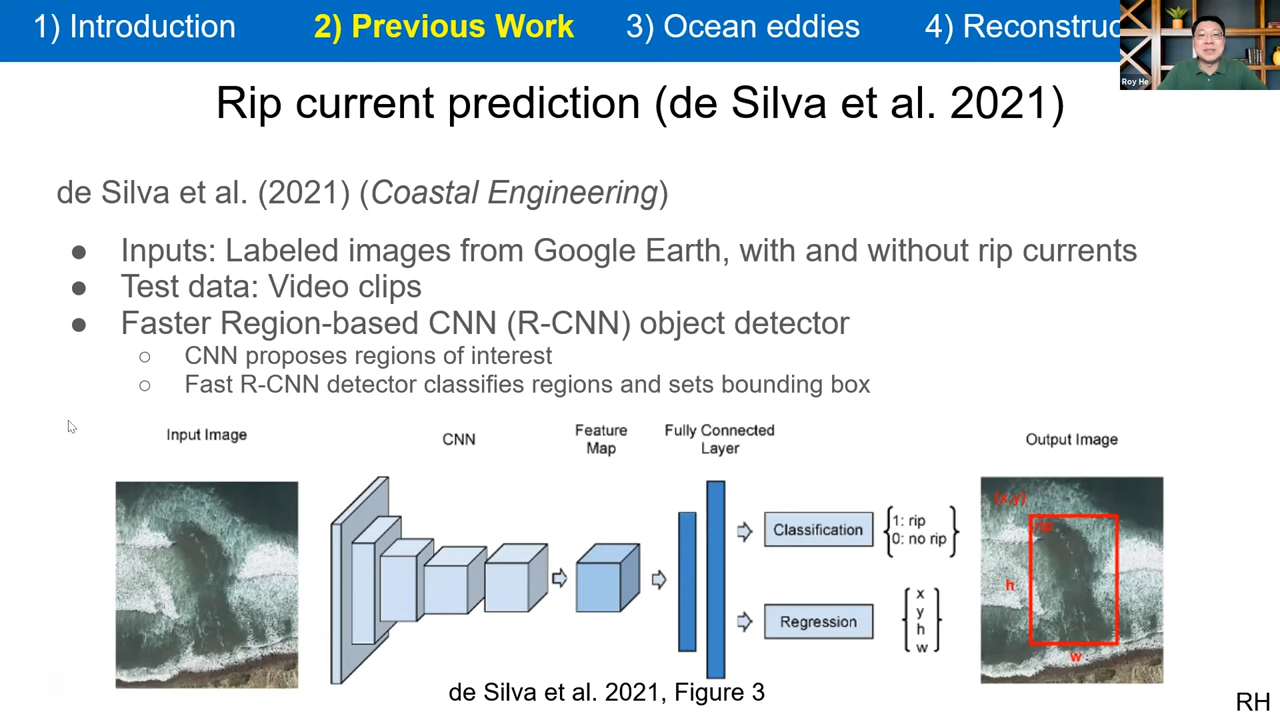 1) Introduction 2) Previous Work 3) Ocean eddies 4) Reconstruc
Roy He
Rip current prediction (de Silva et al. 2021)
de Silva et al. (2021) (Coastal Engineering)
● Inputs: Labeled images from Google Earth, with and without rip currents
● Test data: Video clips
● Faster Region-based CNN (R-CNN) object detector
○ CNN proposes regions of interest
○ Fast R-CNN detector classifies regions and sets bounding box
Input Image
CNN
Feature
Map
Fully Connected
Layer
Output Image
Classification
1: rip
0: no rip
Regression
x
y
h
w
(x,y)
rip
h
w
de Silva et al. 2021, Figure 3
RH